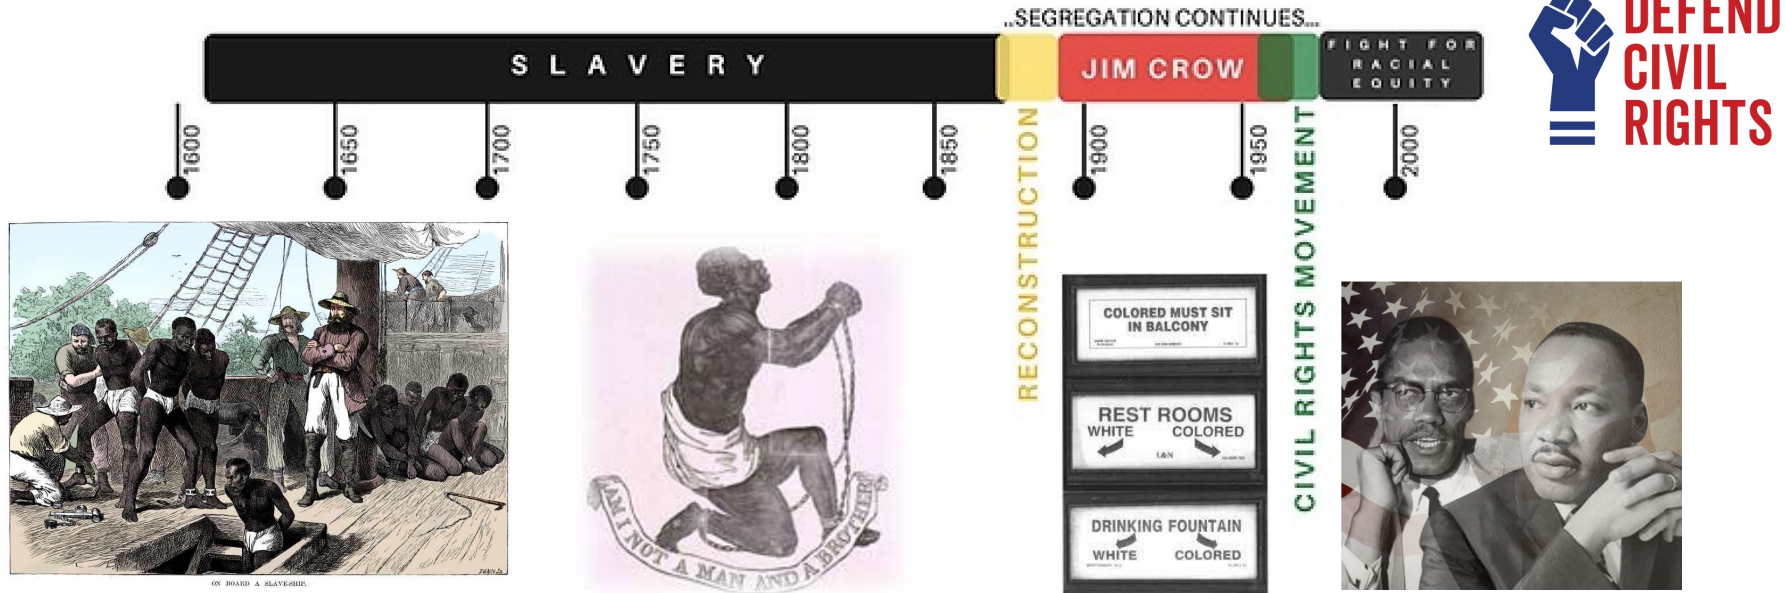 ..SEGREGATION CONTINUES...
SLAVERY
JIM CROW
FIGHT FOR
RACIAL
EQUITY
DEFEND
CIVIL
RIGHTS
1600
1650
1700
1750
1800
1850
RECONSTRUCTION
1900
1950
CIVIL RIGHTS MOVEMENT
2000
ON BOARD A SLAVE-SHIP.
AM I NOT A MAN AND A BROTHER
COLORED MUST SIT
IN BALCONY
REST ROOMS
WHITE COLORED
L&N
DRINKING FOUNTAIN
WHITE COLORED